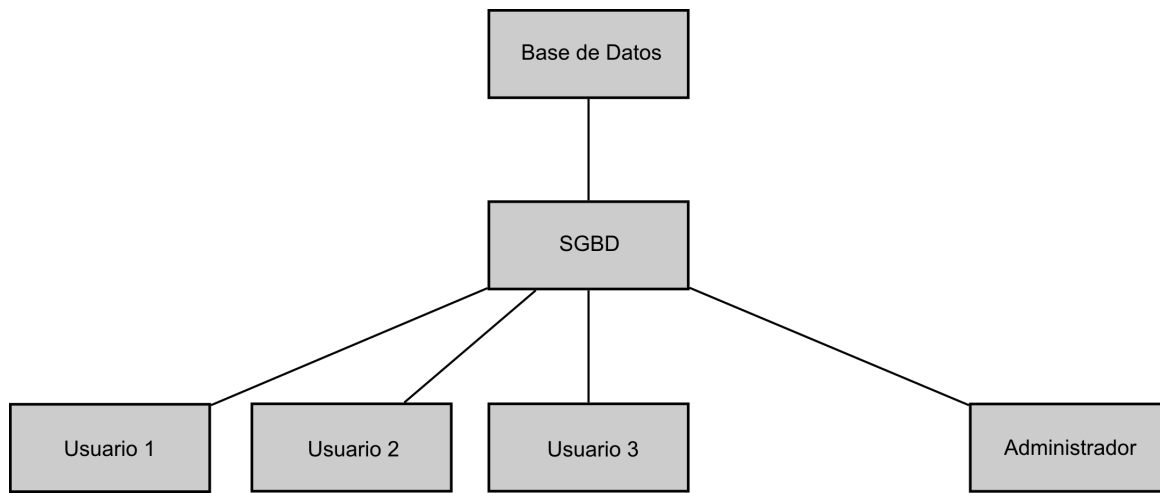 Base de Datos
SGBD
Usuario 1
Usuario 2
Usuario 3
Administrador